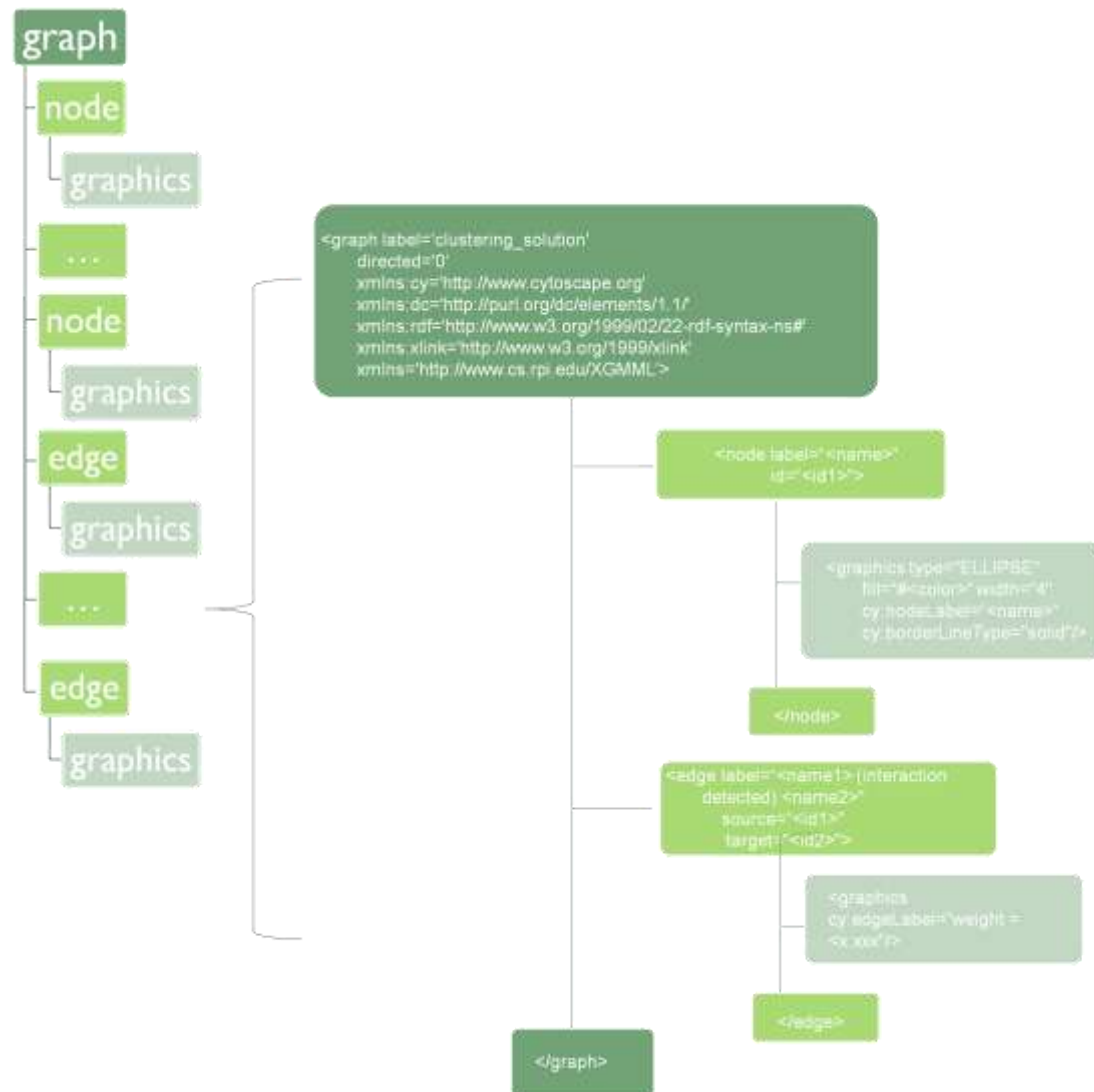 graph
node
graphics
...
node
graphics
edge
graphics
...
edge
graphics
<graph label='clustering_solution'
directed='0'
xmlns:cy='http://www.cytoscape.org'
xmlns:dc='http://purl.org/dc/elements/1.1/'
xmlns:rdf='http://www.w3.org/1999/02/22-rdf-syntax-ns#'
xmlns:xlink='http://www.w3.org/1999/xlink'
xmlns='http://www.cs.rpi.edu/XGMML'>
<node label="<name>"
id="<id1>">
<graphics type="ELLIPSE"
fill="#<color>" width="4"
cy:nodeLabel="<name>"
cy:borderLineType="solid"/>
</node>
<edge label="<name1> (interaction
detected) <name2>"
source="<id1>"
target="<id2>">
<graphics
cy:edgeLabel="weight =
<x.xxx"/>
</edge>
</graph>